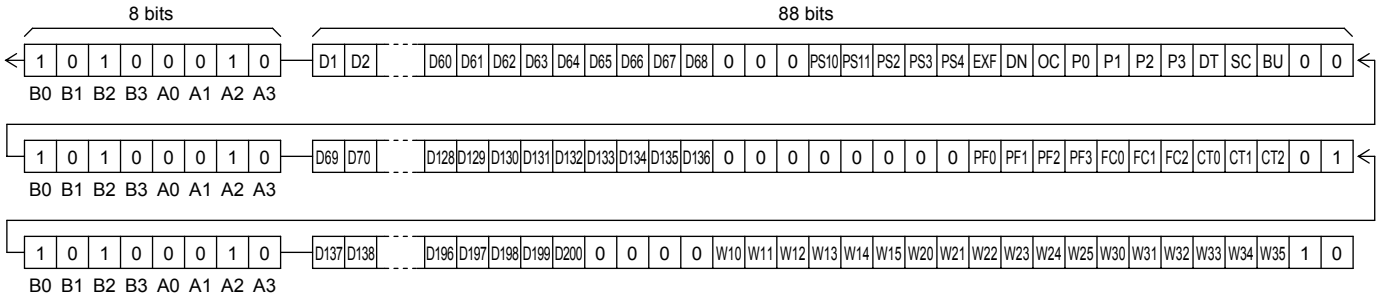 8 bits 88 bits
1 0 1 0 0 0 1 0 D1 D2 D60 D61 D62 D63 D64 D65 D66 D67 D68 0 0 0 PS10 PS11 PS2 PS3 PS4 EXF DN OC P0 P1 P2 P3 DT SC BU 0 0
B0 B1 B2 B3 A0 A1 A2 A3
1 0 1 0 0 0 1 0 D69 D70 D128 D129 D130 D131 D132 D133 D134 D135 D136 0 0 0 0 0 0 0 0 PF0 PF1 PF2 PF3 FC0 FC1 FC2 CT0 CT1 CT2 0 1
B0 B1 B2 B3 A0 A1 A2 A3
1 0 1 0 0 0 1 0 D137 D138 D196 D197 D198 D199 D200 0 0 0 0 W10 W11 W12 W13 W14 W15 W20 W21 W22 W23 W24 W25 W30 W31 W32 W33 W34 W35 1 0
B0 B1 B2 B3 A0 A1 A2 A3